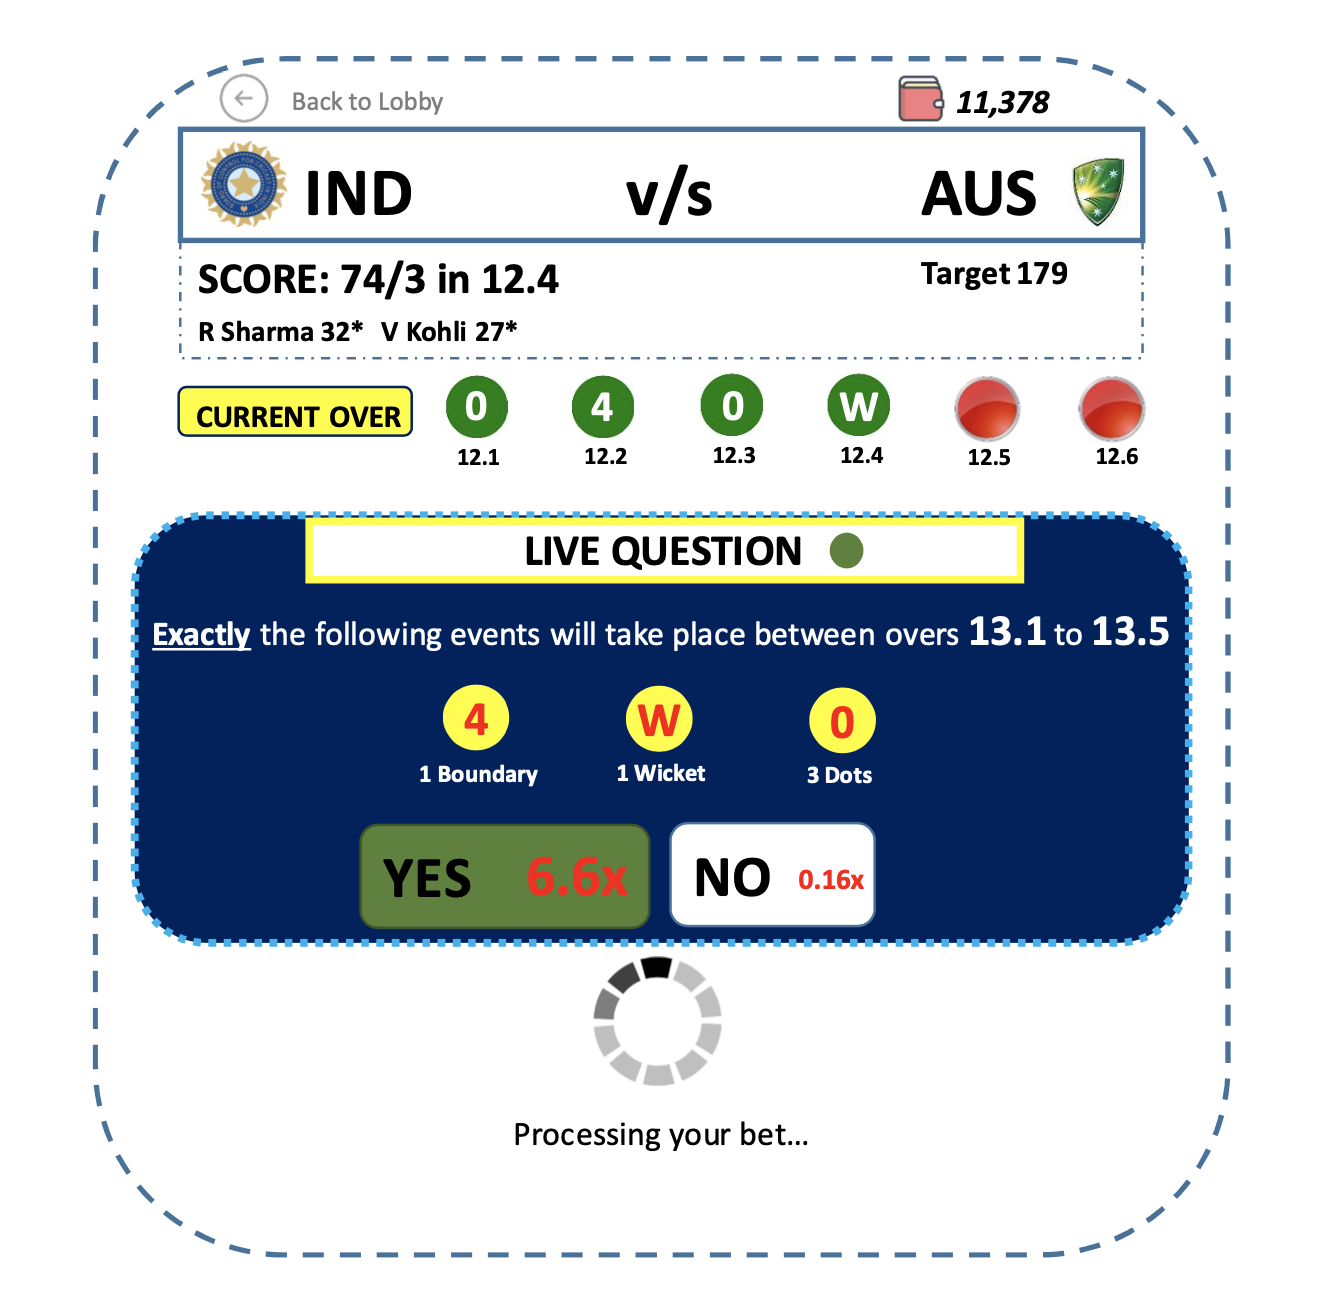 Back to Lobby 11,378
IND v/s AUS
SCORE: 74/3 in 12.4 Target 179
R Sharma 32* V Kohli 27*
CURRENT OVER 0 4 0 W
12.1 12.2 12.3 12.4 12.5 12.6
LIVE QUESTION
Exactly the following events will take place between overs 13.1 to 13.5
4 W 0
1 Boundary 1 Wicket 3 Dots
YES 6.6x NO 0.16x
Processing your bet...